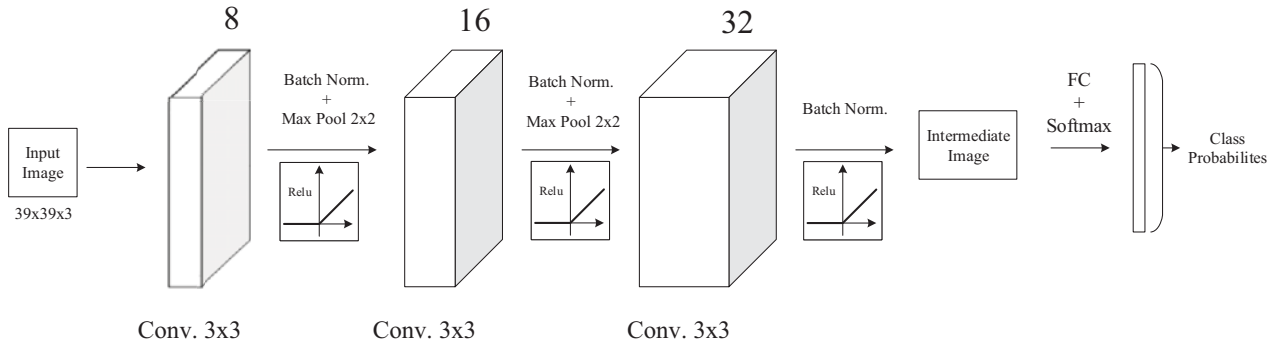 8
16
32
Batch Norm.
+
Max Pool 2x2
Batch Norm.
+
Max Pool 2x2
Batch Norm.
FC
+
Softmax
Input
Image
39x39x3
Relu
Relu
Relu
Intermediate
Image
Class
Probabilites
Conv. 3x3
Conv. 3x3
Conv. 3x3